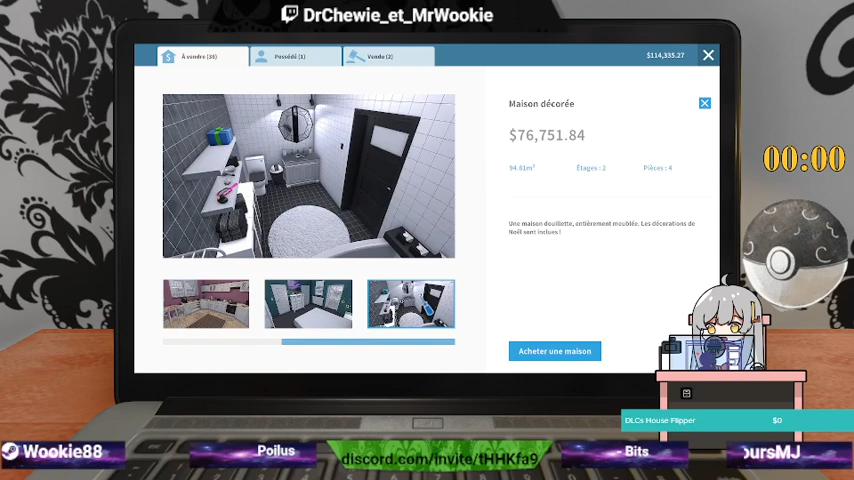 DrChewie_et_MrWookie
À vendre (38)
Possédé (1)
Vendu (2)
$114,335.27
Maison décorée
$76,751.84
94.61m²
Étages : 2
Pièces : 4
Une maison douillette, entièrement meublée. Les décorations de
Noël sont inclues !
Acheter une maison
00:00
DLCs House Flipper
$0
Wookie88
Poilus
discord.com/invite/tHHKfa9
Bits
oursMJ